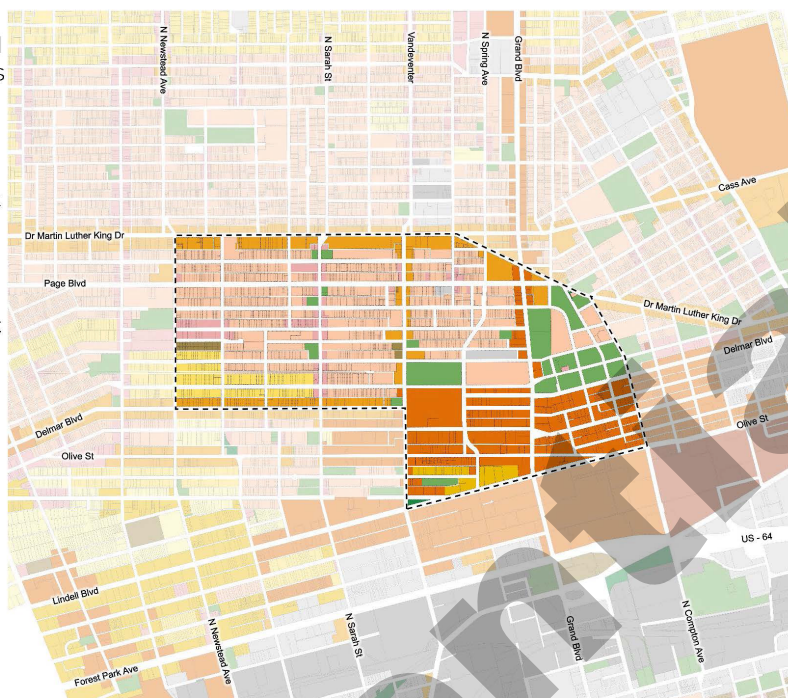 N Newstead Ave
N Sarah St
Vandeventer
N Spring Ave
Grand Blvd
Cass Ave
Dr Martin Luther King Dr
Page Blvd
Dr Martin Luther King Dr
Delmar Blvd
Delmar Blvd
Olive St
Olive St
US - 64
Lindell Blvd
N Newstead Ave
N Sarah St
Grand Blvd
N Compton Ave
Forest Park Ave